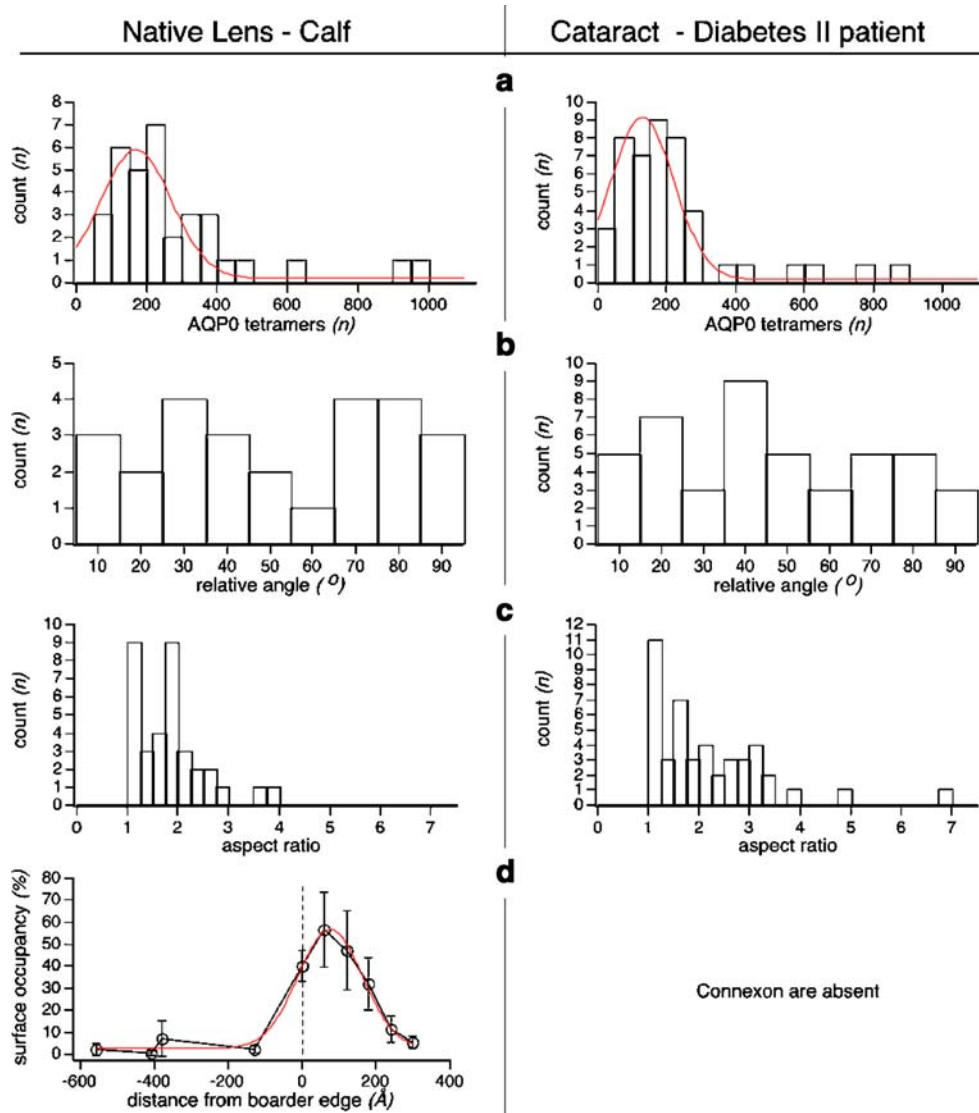 Native Lens - Calf
Cataract - Diabetes II patient
a
count (n)
8
7
6
5
4
3
2
1
0
0 200 400 600 800 1000
AQP0 tetramers (n)
count (n)
10
9
8
7
6
5
4
3
2
1
0
0 200 400 600 800 1000
AQP0 tetramers (n)
b
count (n)
5
4
3
2
1
0
10 20 30 40 50 60 70 80 90
relative angle (°)
count (n)
10
9
8
7
6
5
4
3
2
1
0
10 20 30 40 50 60 70 80 90
relative angle (°)
c
count (n)
10
9
8
7
6
5
4
3
2
1
0
0 1 2 3 4 5 6 7
aspect ratio
count (n)
12
11
10
9
8
7
6
5
4
3
2
1
0
0 1 2 3 4 5 6 7
aspect ratio
d
surface occupancy (%)
80
70
60
50
40
30
20
10
0
-600 -400 -200 0 200 400
distance from boarder edge (Å)
Connexon are absent